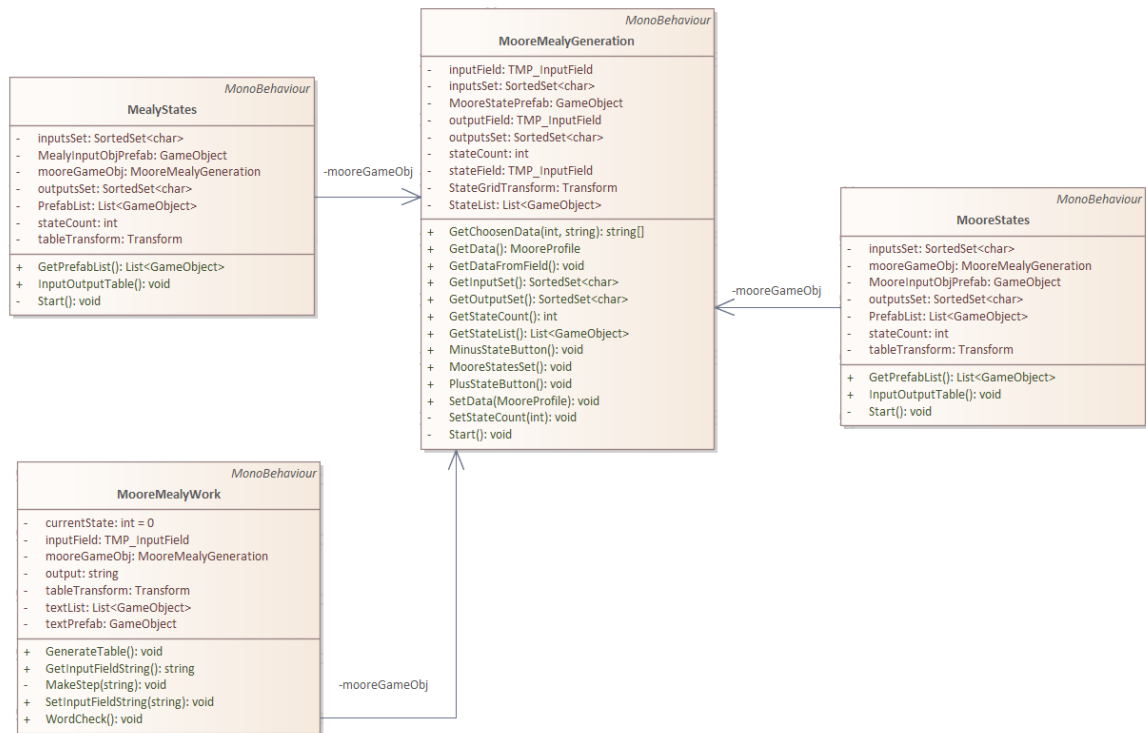 MonoBehaviour
MealyStates
- inputsSet: SortedSet<char>
- MealyInputObjPrefab: GameObject
- mooreGameObj: MooreMealyGeneration
- outputsSet: SortedSet<char>
- PrefabList: List<GameObject>
- stateCount: int
- tableTransform: Transform
+ GetPrefabList(): List<GameObject>
+ InputOutputTable(): void
- Start(): void
-mooreGameObj
MonoBehaviour
MooreMealyGeneration
- inputField: TMP_InputField
- inputsSet: SortedSet<char>
- MooreStatePrefab: GameObject
- outputField: TMP_InputField
- outputsSet: SortedSet<char>
- stateCount: int
- stateField: TMP_InputField
- StateGridTransform: Transform
- StateList: List<GameObject>
+ GetChoosenData(int, string): string[]
+ GetData(): MooreProfile
+ GetDataFromField(): void
+ GetInputSet(): SortedSet<char>
+ GetOutputSet(): SortedSet<char>
+ GetStateCount(): int
+ GetStateList(): List<GameObject>
+ MinusStateButton(): void
+ MooreStatesSet(): void
+ PlusStateButton(): void
+ SetData(MooreProfile): void
- SetStateCount(int): void
- Start(): void
-mooreGameObj
MonoBehaviour
MooreStates
- inputsSet: SortedSet<char>
- mooreGameObj: MooreMealyGeneration
- MooreInputObjPrefab: GameObject
- outputsSet: SortedSet<char>
- PrefabList: List<GameObject>
- stateCount: int
- tableTransform: Transform
+ GetPrefabList(): List<GameObject>
+ InputOutputTable(): void
- Start(): void
MonoBehaviour
MooreMealyWork
- currentState: int = 0
- inputField: TMP_InputField
- mooreGameObj: MooreMealyGeneration
- output: string
- tableTransform: Transform
- textList: List<GameObject>
- textPrefab: GameObject
+ GenerateTable(): void
+ GetInputFieldString(): string
- MakeStep(string): void
+ SetInputFieldString(string): void
+ WordCheck(): void
-mooreGameObj